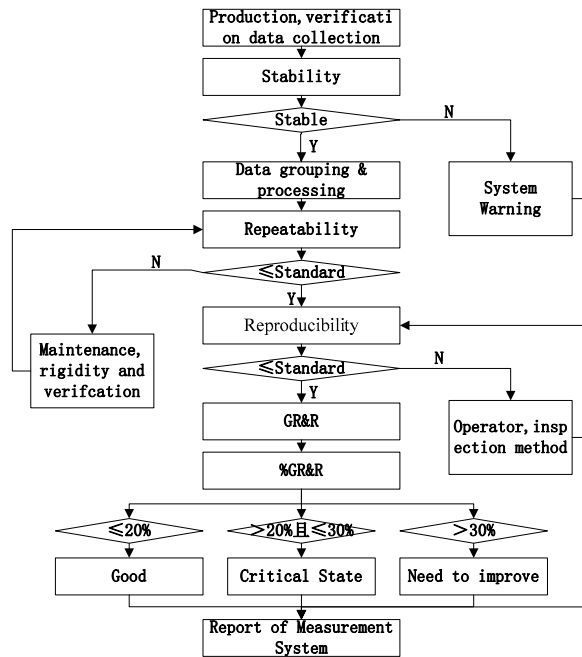 Production, verificati
on data collection
Stability
Stable
N
Y
Data grouping &
processing
System
Warning
Repeatability
N
≤Standard
Y
Reproducibility
Maintenance,
rigidity and
verifcation
≤Standard
N
Y
GR&R
Operator, insp
ection method
%GR&R
≤20%
>20%且≤30%
>30%
Good
Critical State
Need to improve
Report of Measurement
System